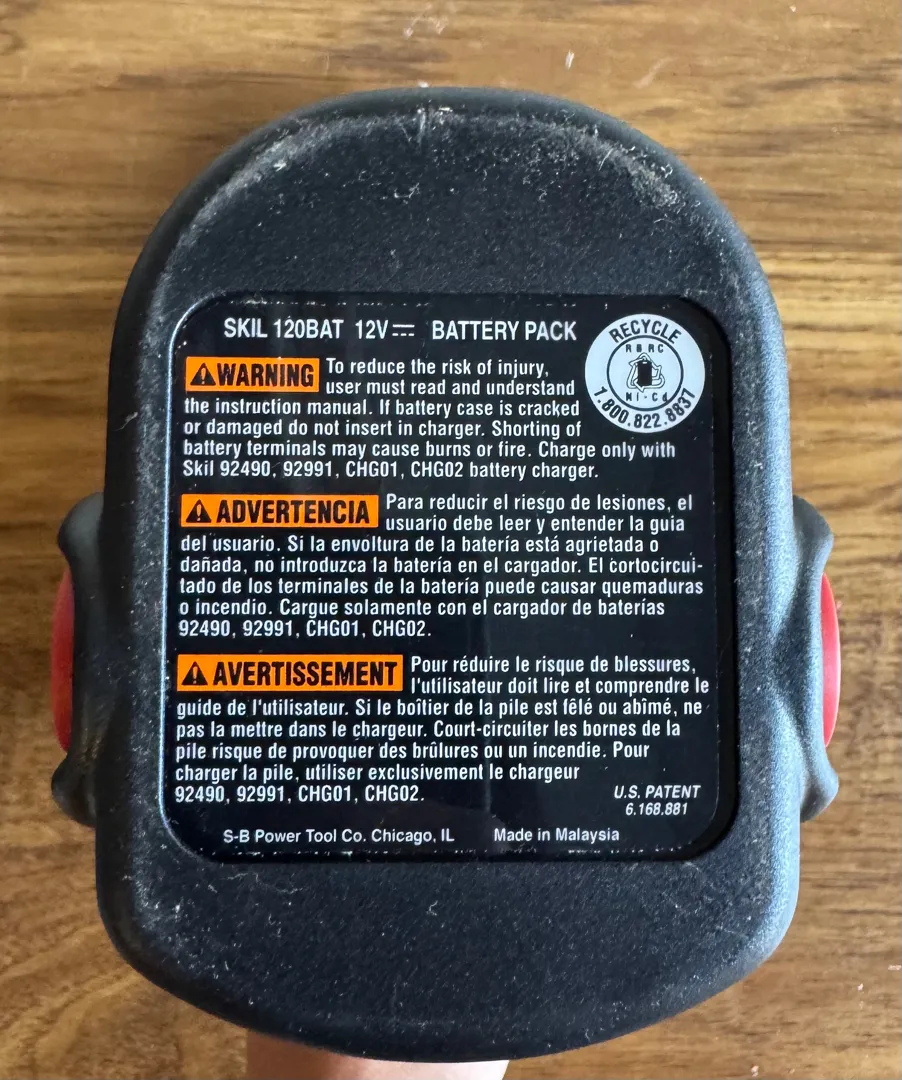 SKIL 120BAT 12V⎓ BATTERY PACK
RECYCLE
RBRC
Ni-Cd
1.800.822.8837
⚠WARNING To reduce the risk of injury,
user must read and understand
the instruction manual. If battery case is cracked
or damaged do not insert in charger. Shorting of
battery terminals may cause burns or fire. Charge only with
Skil 92490, 92991, CHG01, CHG02 battery charger.
⚠ADVERTENCIA Para reducir el riesgo de lesiones, el
usuario debe leer y entender la guia
del usuario. Si la envoltura de la batería está agrietada o
dañada, no introduzca la batería en el cargador. El cortocircui-
tado de los terminales de la batería puede causar quemaduras
o incendio. Cargue solamente con el cargador de baterías
92490, 92991, CHG01, CHG02.
⚠AVERTISSEMENT Pour réduire le risque de blessures,
l'utilisateur doit lire et comprendre le
guide de l'utilisateur. Si le boîtier de la pile est fêlé ou abîmé, ne
pas la mettre dans le chargeur. Court-circuiter les bornes de la
pile risque de provoquer des brûlures ou un incendie. Pour
charger la pile, utiliser exclusivement le chargeur
92490, 92991, CHG01, CHG02.
U.S. PATENT
6.168.881
S-B Power Tool Co. Chicago, IL Made in Malaysia